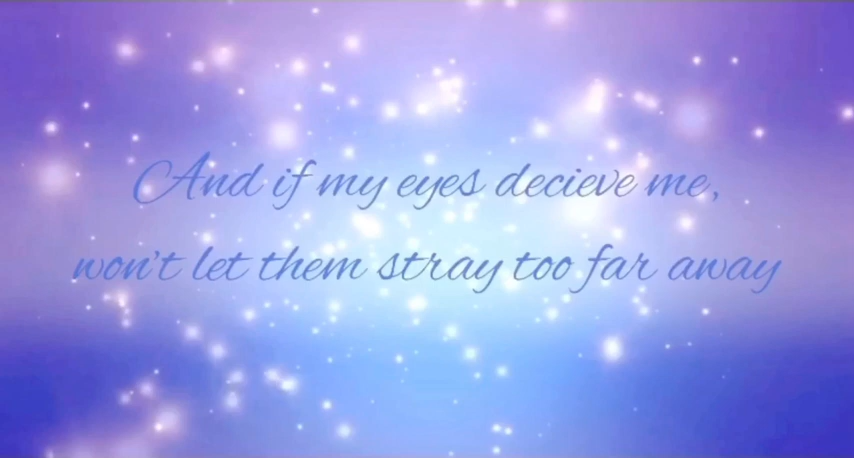 And if my eyes decieve me,
won't let them stray too far away